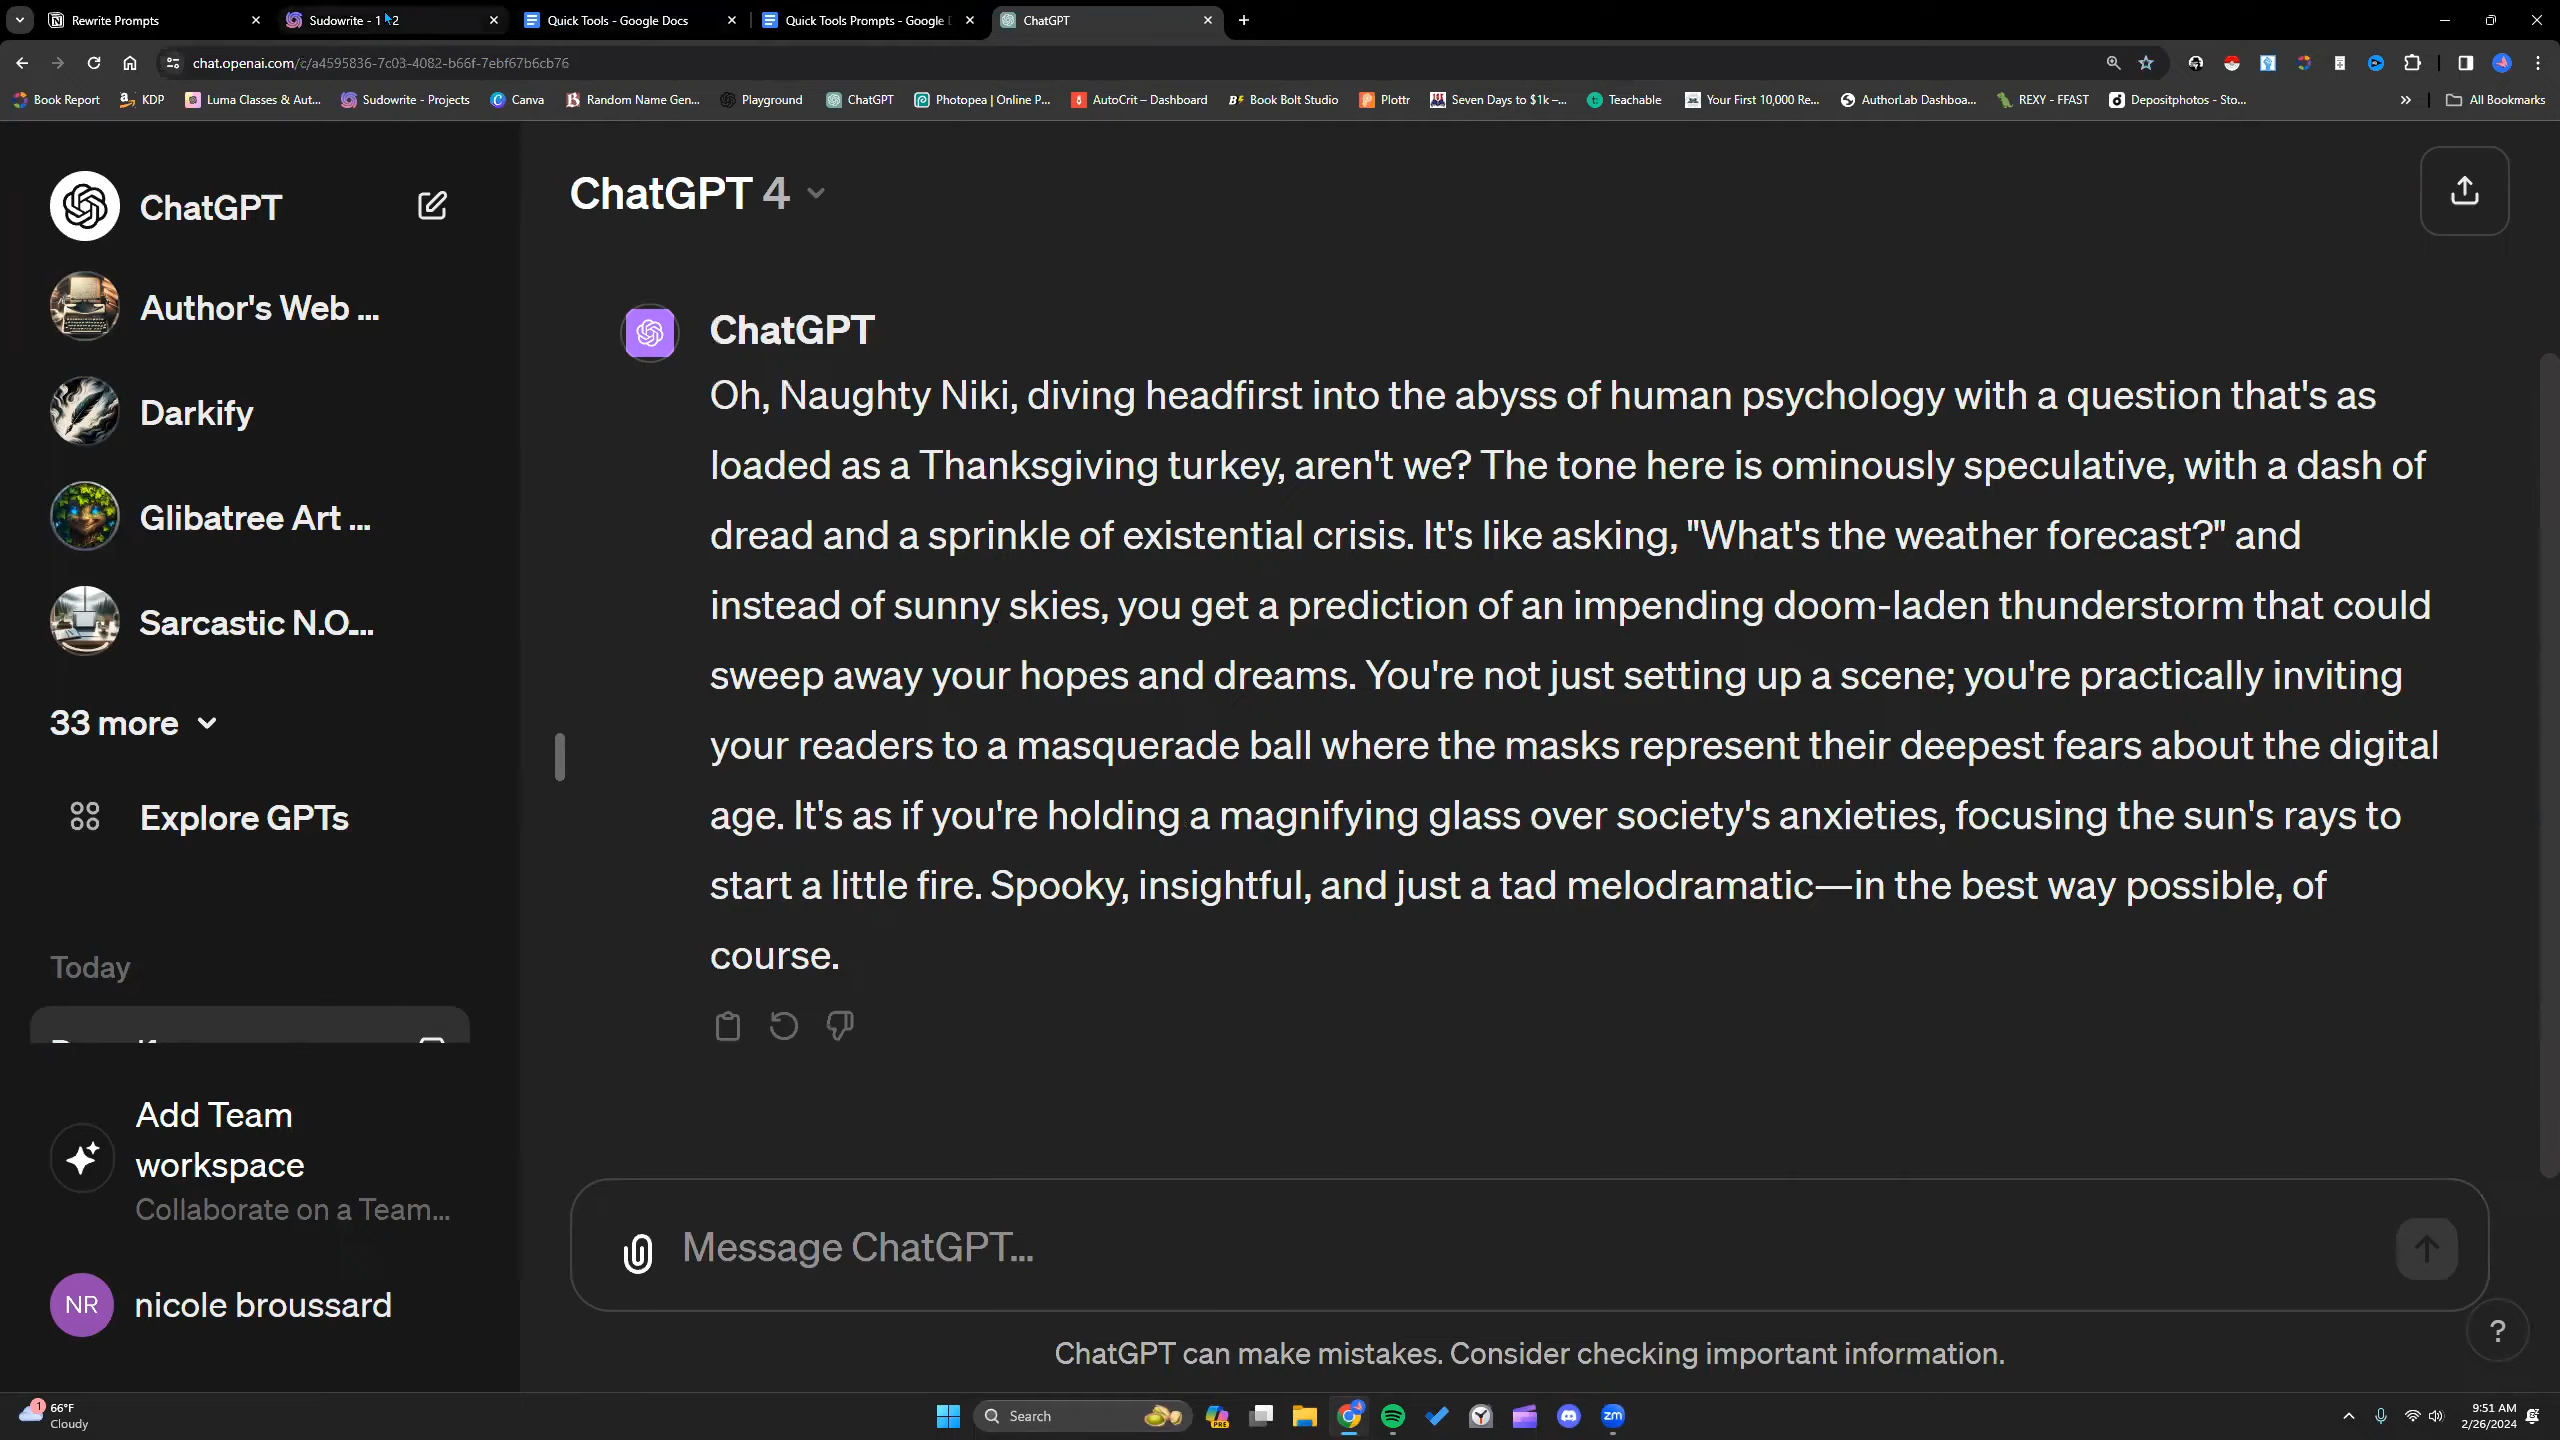 Rewrite Prompts
Sudowrite - 1
2
Quick Tools - Google Docs
Quick Tools Prompts - Google
ChatGPT
chat.openai.com/c/a4595836-7c03-4082-b66f-7ebf67b6cb76
Book Report
KDP
Luma Classes & Aut...
Sudowrite - Projects
Canva
Random Name Gen...
Playground
ChatGPT
Photopea | Online P...
AutoCrit – Dashboard
Book Bolt Studio
Plottr
Seven Days to $1k –...
Teachable
Your First 10,000 Re...
AuthorLab Dashboa...
REXY - FFAST
Depositphotos - Sto...
All Bookmarks
ChatGPT
Author's Web ...
Darkify
Glibatree Art ...
Sarcastic N.O....
33 more
Explore GPTs
Today
Add Team
workspace
Collaborate on a Team...
NR
nicole broussard
ChatGPT 4
ChatGPT
Oh, Naughty Niki, diving headfirst into the abyss of human psychology with a question that's as
loaded as a Thanksgiving turkey, aren't we? The tone here is ominously speculative, with a dash of
dread and a sprinkle of existential crisis. It's like asking, "What's the weather forecast?" and
instead of sunny skies, you get a prediction of an impending doom-laden thunderstorm that could
sweep away your hopes and dreams. You're not just setting up a scene; you're practically inviting
your readers to a masquerade ball where the masks represent their deepest fears about the digital
age. It's as if you're holding a magnifying glass over society's anxieties, focusing the sun's rays to
start a little fire. Spooky, insightful, and just a tad melodramatic—in the best way possible, of
course.
Message ChatGPT...
?
ChatGPT can make mistakes. Consider checking important information.
1
66°F
Cloudy
Search
PRE
zm
9:51 AM
2/26/2024